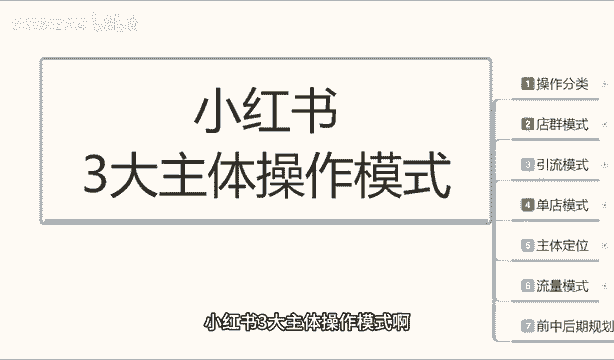 小红书
3大主体操作模式
1 操作分类
2 店群模式
3 引流模式
4 单店模式
5 主体定位
6 流量模式
7 前中后期规划
小红书3大主体操作模式啊